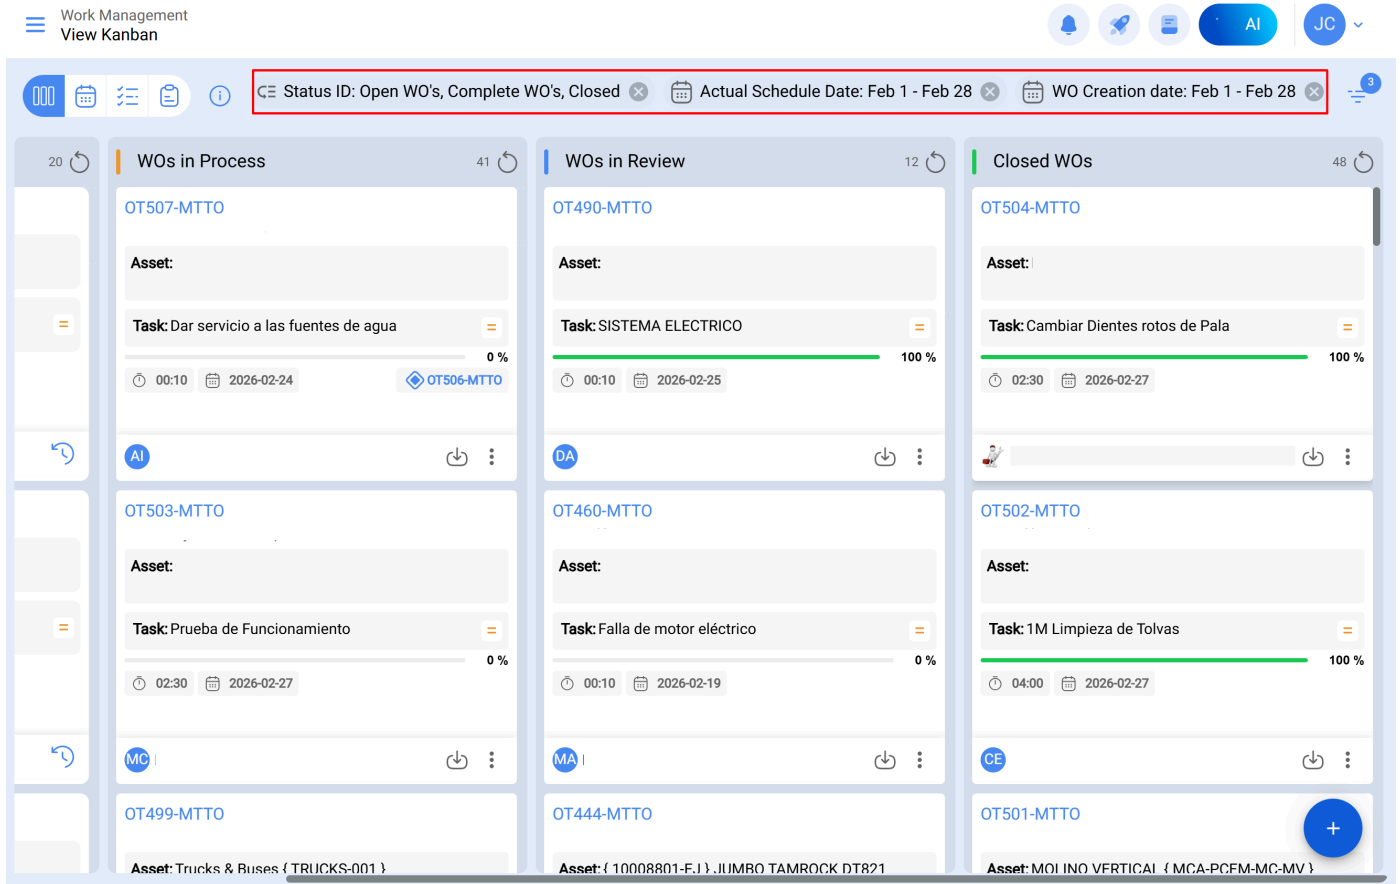 Work Management
View Kanban
AI
JC
Status ID: Open WO's, Complete WO's, Closed
Actual Schedule Date: Feb 1 - Feb 28
WO Creation date: Feb 1 - Feb 28
3
20
WOs in Process
41
WOs in Review
12
Closed WOs
48
OT507-MTTO
Asset:
Task: Dar servicio a las fuentes de agua
0 %
00:10
2026-02-24
OT506-MTTO
AI
OT503-MTTO
Asset:
Task: Prueba de Funcionamiento
0 %
02:30
2026-02-27
MC
OT499-MTTO
Asset: Trucks & Buses { TRUCKS-001 }
OT490-MTTO
Asset:
Task: SISTEMA ELECTRICO
100 %
00:10
2026-02-25
DA
OT460-MTTO
Asset:
Task: Falla de motor eléctrico
0 %
00:10
2026-02-19
MA
OT444-MTTO
Asset: { 10008801-FJ } JUMBO TAMROCK DT821
OT504-MTTO
Asset:
Task: Cambiar Dientes rotos de Pala
100 %
02:30
2026-02-27
OT502-MTTO
Asset:
Task: 1M Limpieza de Tolvas
100 %
04:00
2026-02-27
CE
OT501-MTTO
Asset: MOLINO VERTICAL { MCA-PCEM-MC-MV }